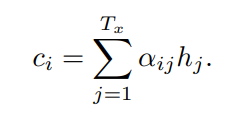 c_i = \sum_{j=1}^{T_x} \alpha_{ij} h_j.